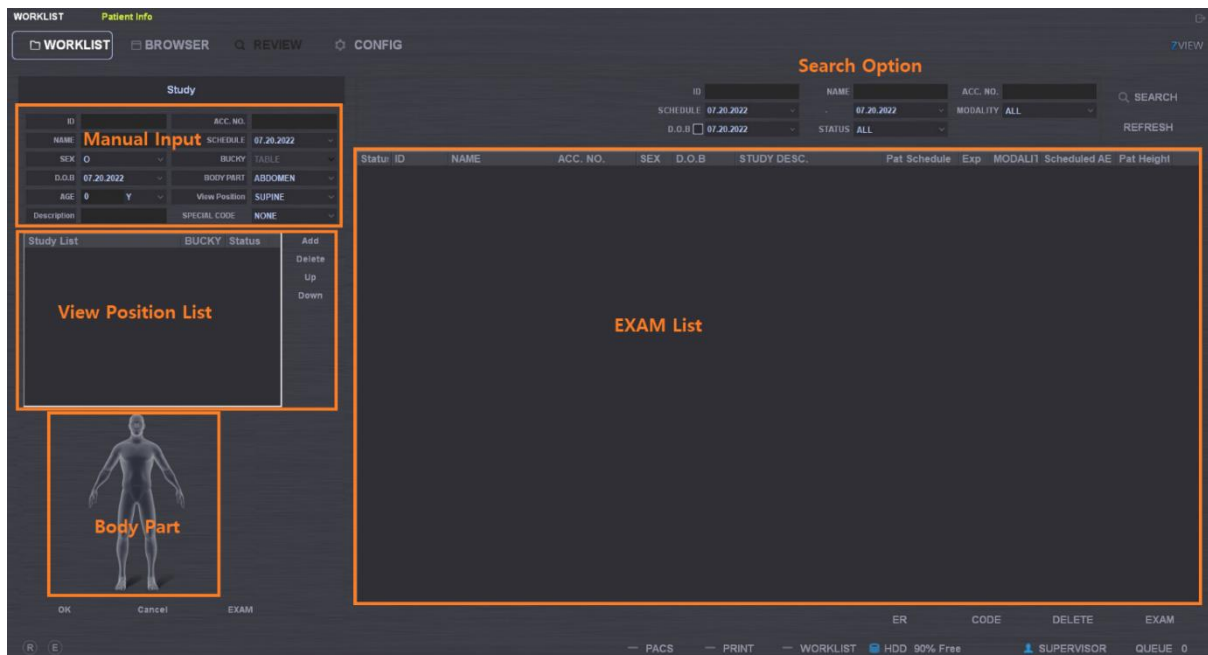 WORKLIST Patient Info
WORKLIST BROWSER REVIEW CONFIG
7VIEW
Search Option
Study
ID NAME ACC. NO. SEARCH
SCHEDULE 07.20.2022 - 07.20.2022 MODALITY ALL
D.O.B 07.20.2022 STATUS ALL REFRESH
ID ACC. NO.
NAME SCHEDULE 07.20.2022
Manual Input
SEX O BUCKY TABLE
D.O.B 07.20.2022 BODY PART ABDOMEN
AGE 0 Y View Position SUPINE
Description SPECIAL CODE NONE
Study List BUCKY Status
Add
Delete
Up
Down
View Position List
Body Part
OK Cancel EXAM
Status ID NAME ACC. NO. SEX D.O.B STUDY DESC. Pat Schedule Exp MODALIT Scheduled AE Pat Height
EXAM List
ER CODE DELETE EXAM
R E — PACS — PRINT — WORKLIST HDD 90% Free SUPERVISOR QUEUE 0